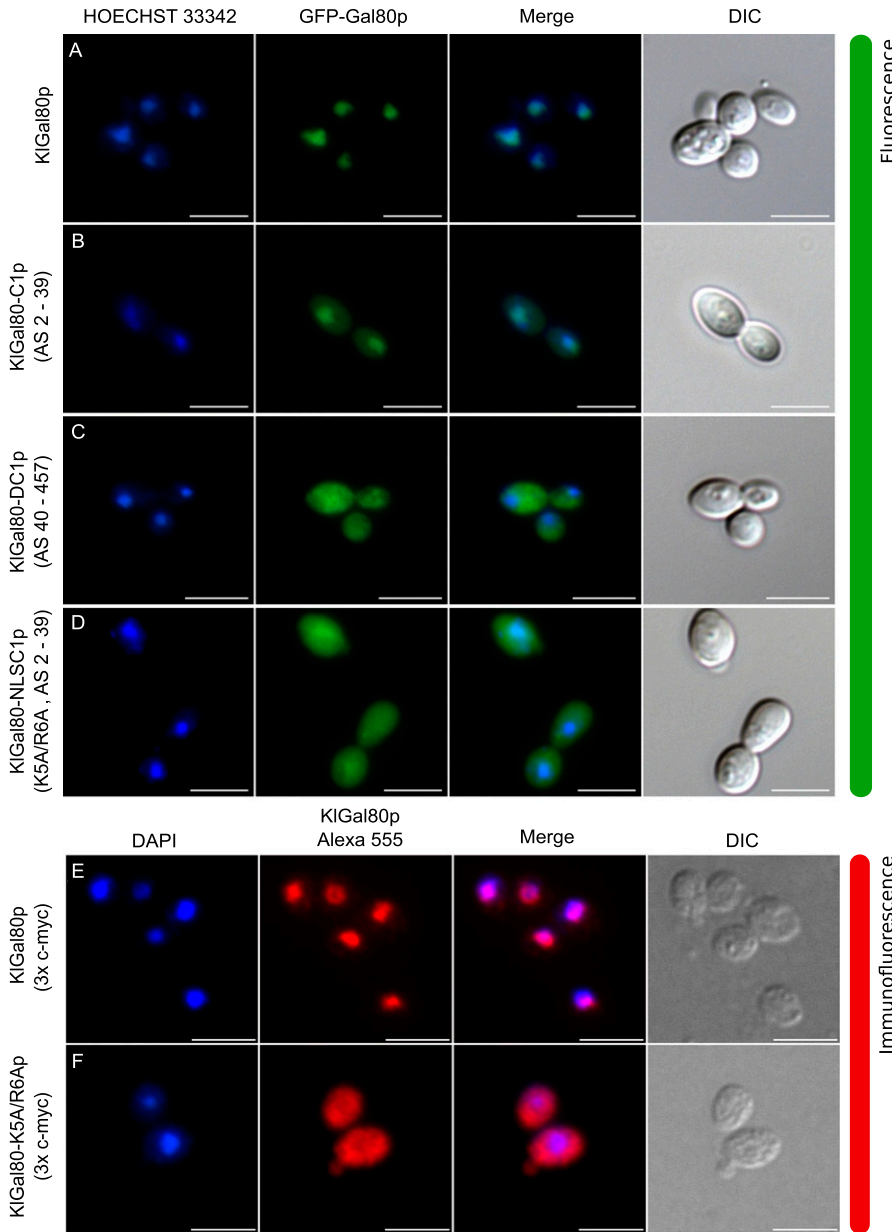 HOECHST 33342 GFP-Gal80p Merge DIC
A
KlGal80p
Fluorescence
B
KlGal80-C1p
(AS 2 - 39)
C
KlGal80-DC1p
(AS 40 - 457)
D
KlGal80-NLSC1p
(K5A/R6A , AS 2 - 39)
KlGal80p
DAPI Alexa 555 Merge DIC
E
KlGal80p
(3x c-myc)
Immunofluorescence
F
KlGal80-K5A/R6Ap
(3x c-myc)